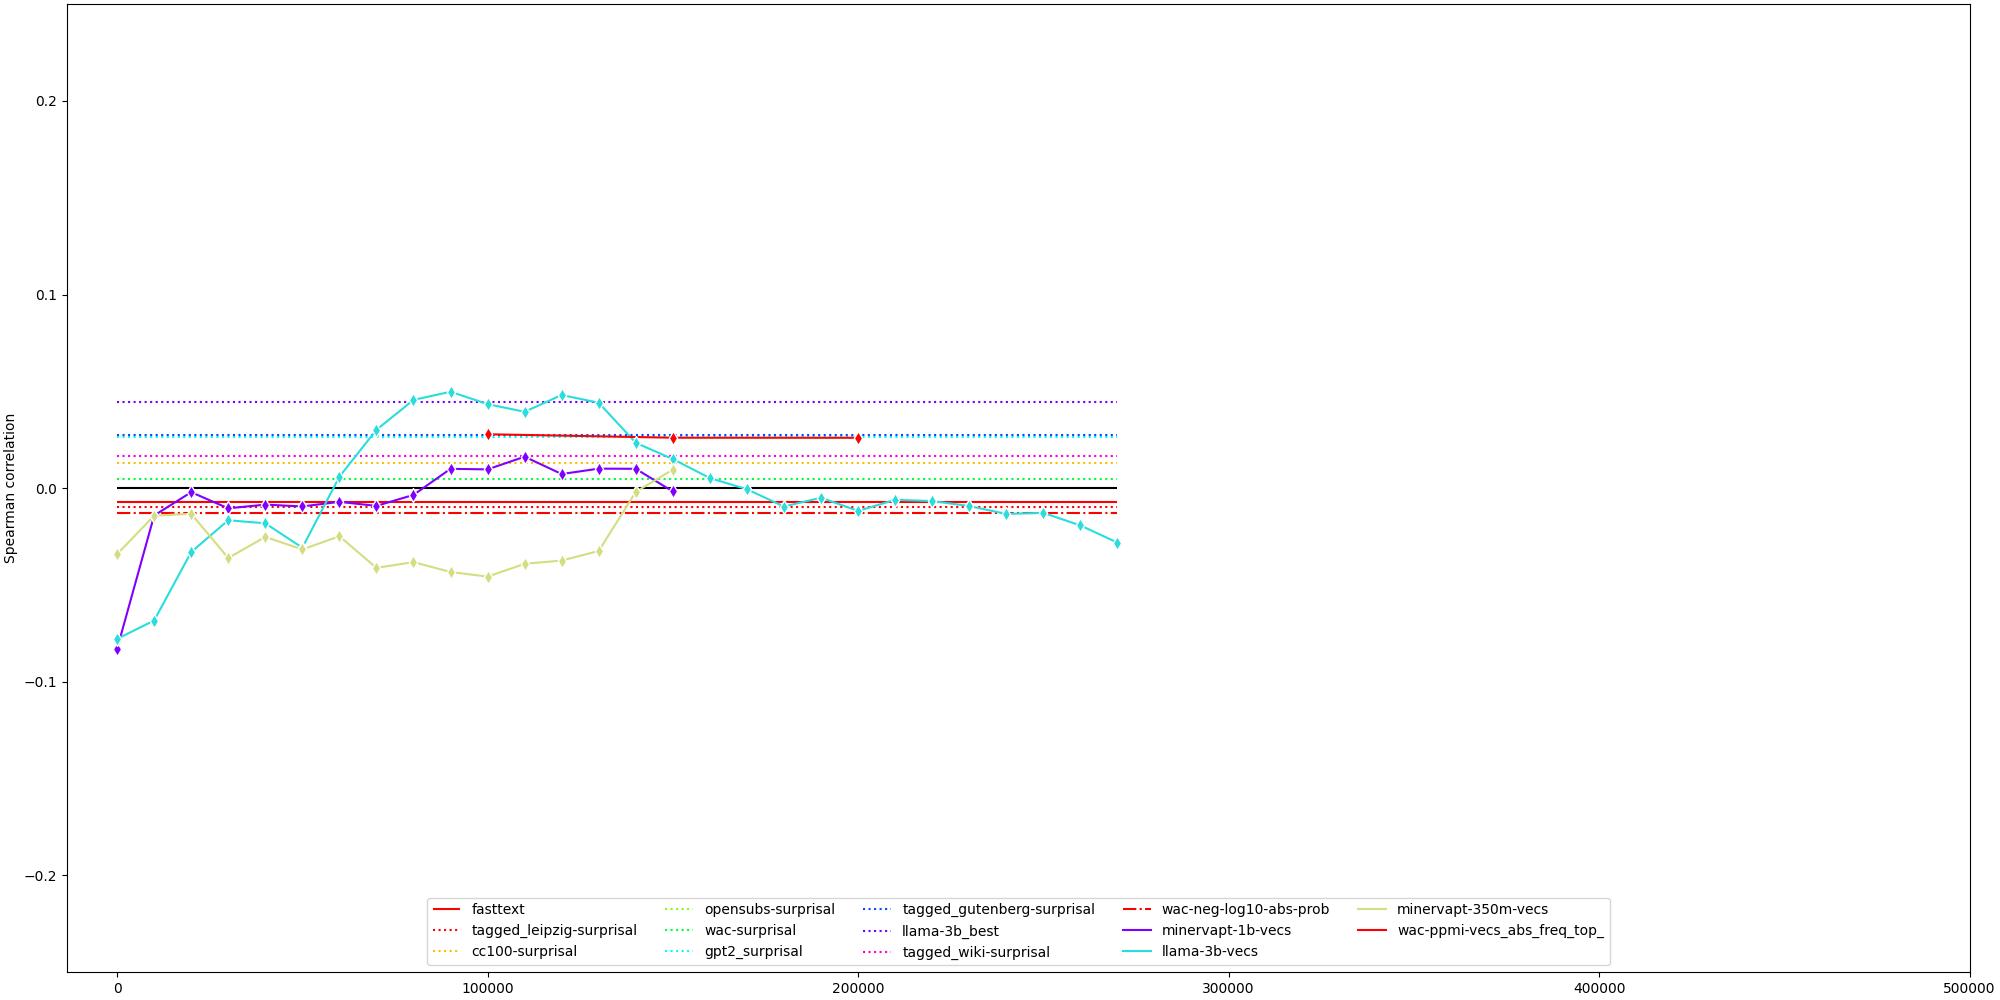 0.2
0.1
0.0
−0.1
−0.2
Spearman correlation
fasttext
tagged_leipzig-surprisal
cc100-surprisal
opensubs-surprisal
wac-surprisal
gpt2_surprisal
tagged_gutenberg-surprisal
llama-3b_best
tagged_wiki-surprisal
wac-neg-log10-abs-prob
minervapt-1b-vecs
llama-3b-vecs
minervapt-350m-vecs
wac-ppmi-vecs_abs_freq_top_
0 100000 200000 300000 400000 500000